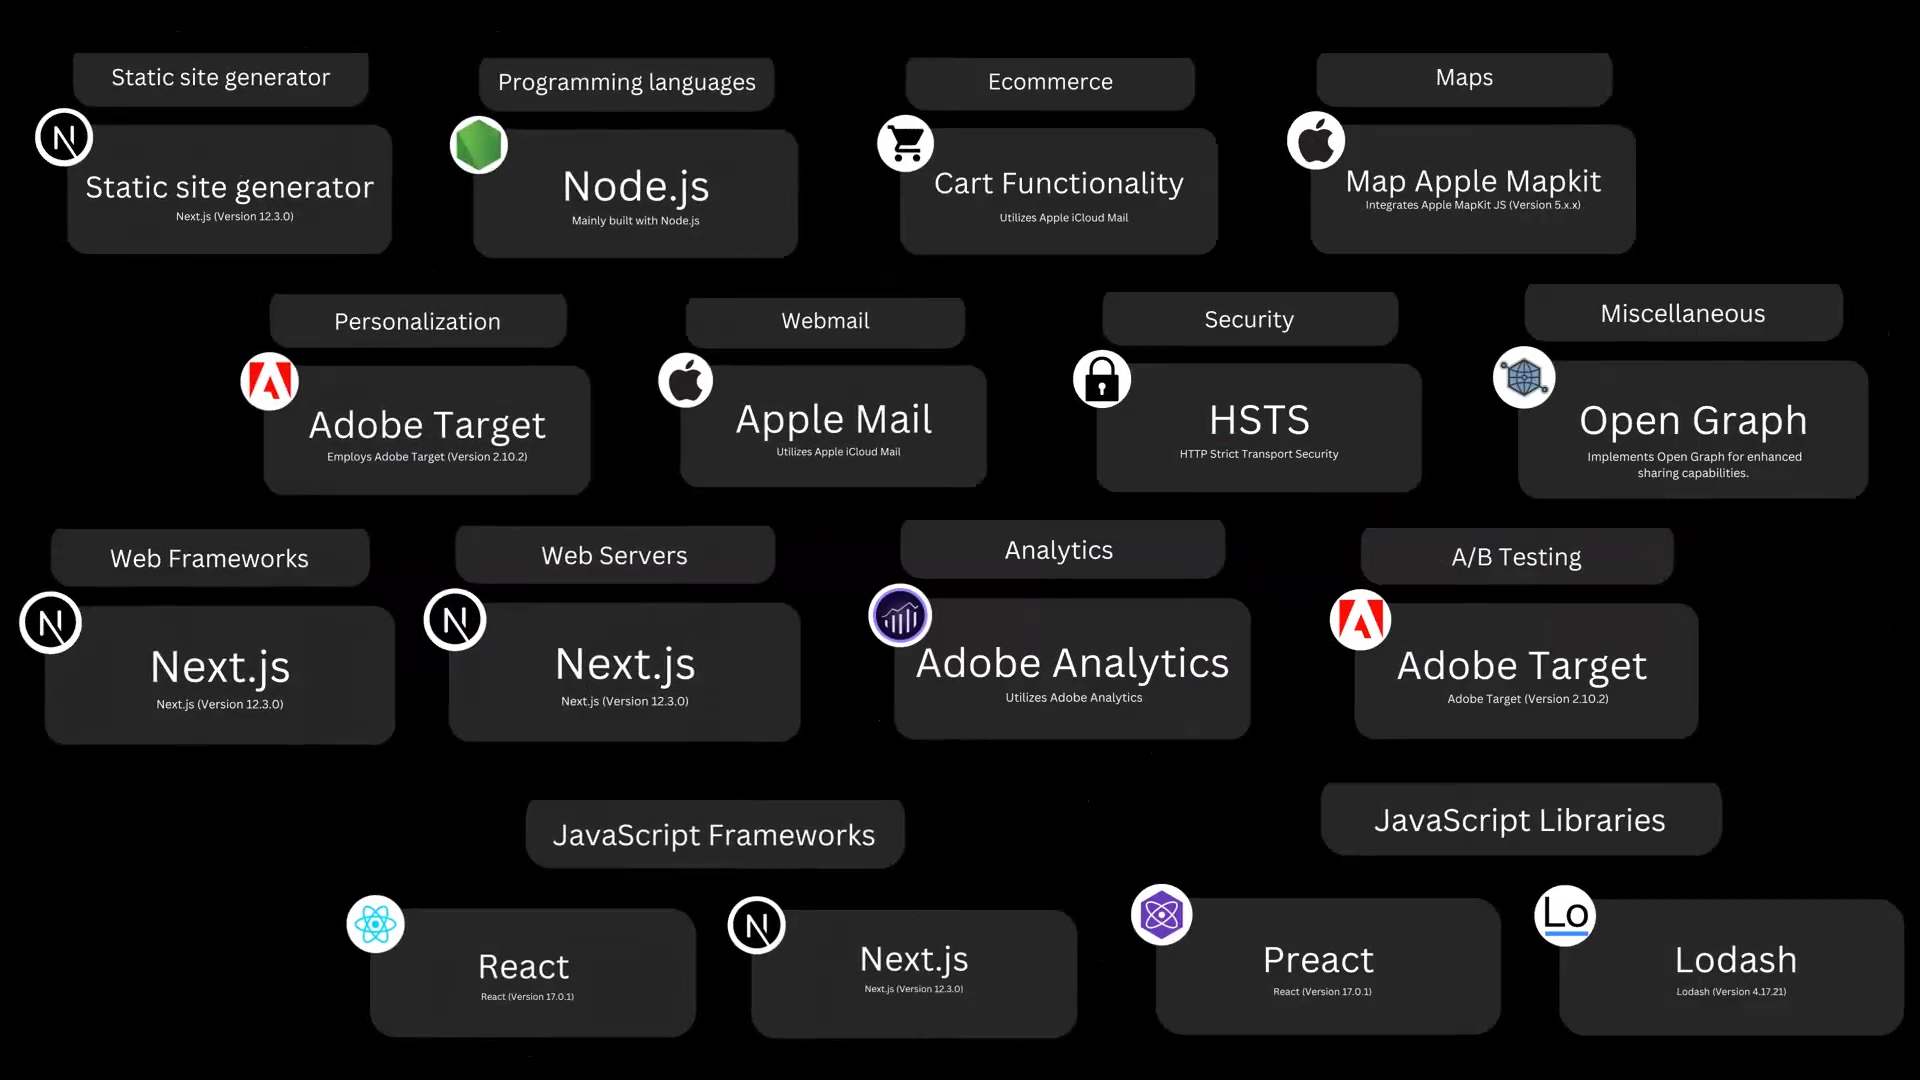 Static site generator
Programming languages
Ecommerce
Maps
N
Static site generator
Next.js (Version 12.3.0)
Node.js
Mainly built with Node.js
Cart Functionality
Utilizes Apple iCloud Mail
Map Apple Mapkit
Integrates Apple MapKit JS (Version 5.x.x)
Personalization
Webmail
Security
Miscellaneous
Adobe Target
Employs Adobe Target (Version 2.10.2)
Apple Mail
Utilizes Apple iCloud Mail
HSTS
HTTP Strict Transport Security
Open Graph
Implements Open Graph for enhanced
sharing capabilities.
Web Frameworks
Web Servers
Analytics
A/B Testing
N
Next.js
Next.js (Version 12.3.0)
N
Next.js
Next.js (Version 12.3.0)
Adobe Analytics
Utilizes Adobe Analytics
Adobe Target
Adobe Target (Version 2.10.2)
JavaScript Frameworks
JavaScript Libraries
React
React (Version 17.0.1)
N
Next.js
Next.js (Version 12.3.0)
Preact
React (Version 17.0.1)
Lo
Lodash
Lodash (Version 4.17.21)